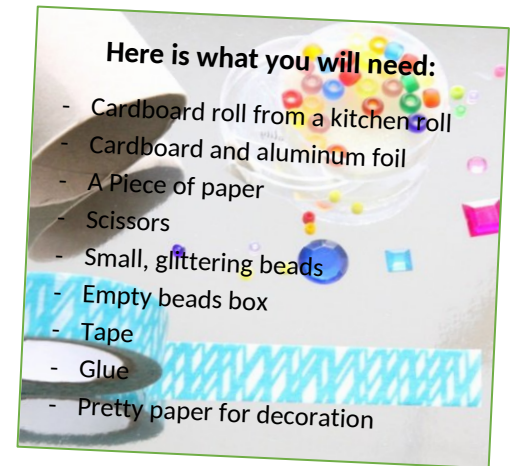 Here is what you will need:
- Cardboard roll from a kitchen roll
- Cardboard and aluminum foil
- A Piece of paper
- Scissors
- Small, glittering beads
- Empty beads box
- Tape
- Glue
- Pretty paper for decoration